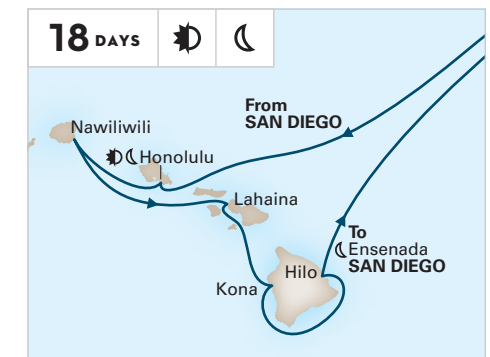 18 DAYS
From
SAN DIEGO
Nawiliwili
Honolulu
Lahaina
To
Ensenada
SAN DIEGO
Hilo
Kona